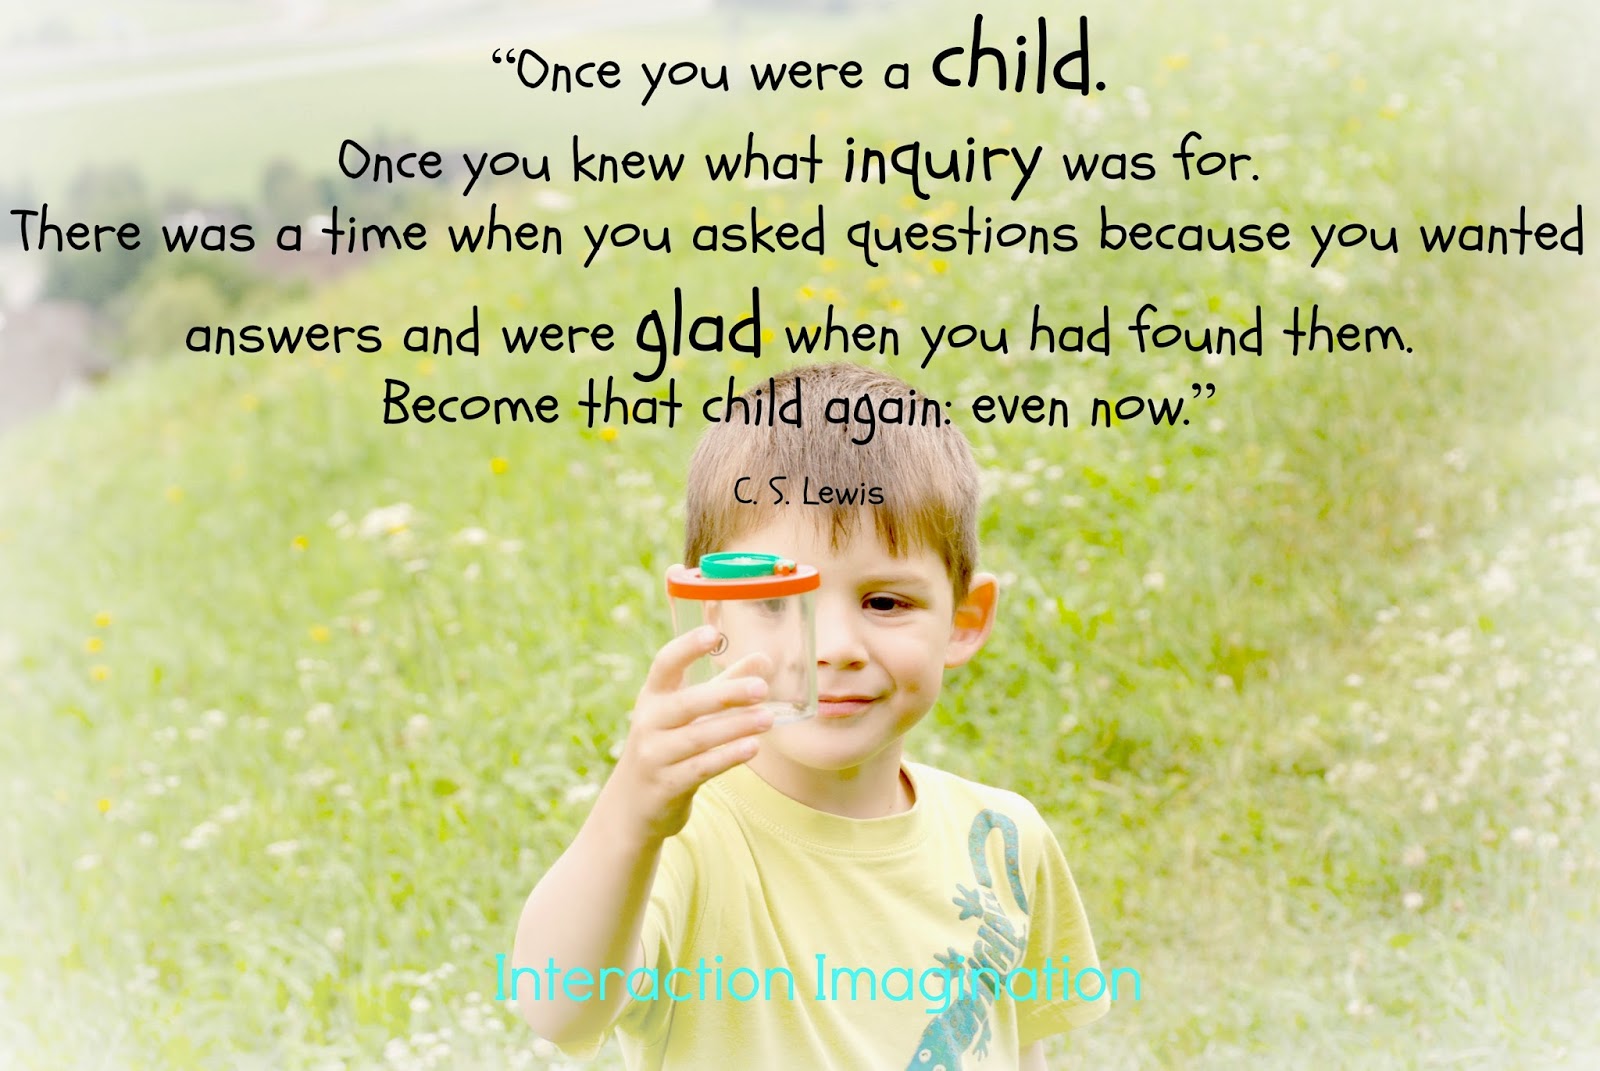 “Once you were a child.
Once you knew what inquiry was for.
There was a time when you asked questions because you wanted
answers and were glad when you had found them.
Become that child again: even now.”
C. S. Lewis
Interaction Imagination